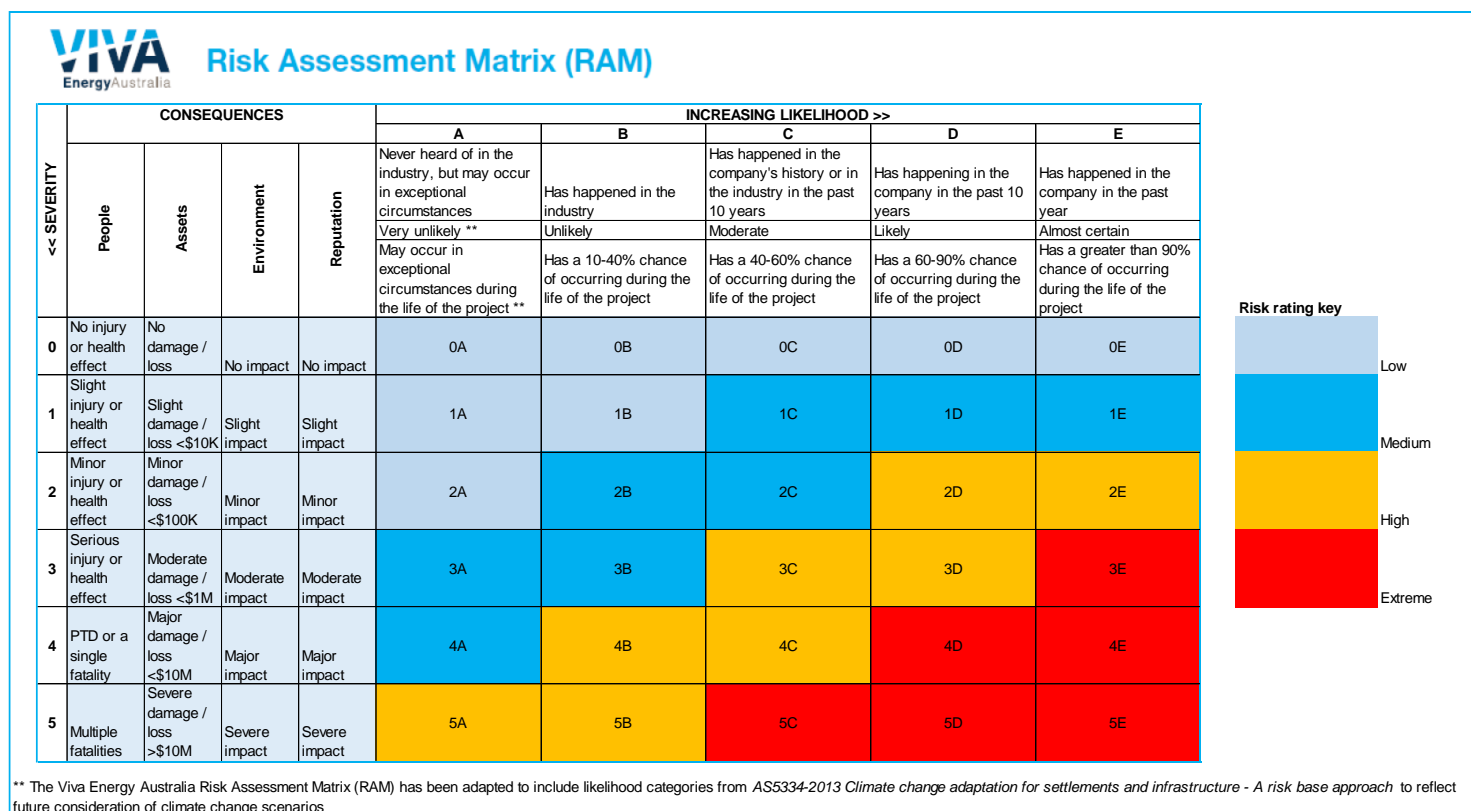 VIVA
EnergyAustralia
Risk Assessment Matrix (RAM)
CONSEQUENCES
INCREASING LIKELIHOOD >>
<< SEVERITY
People
Assets
Environment
Reputation
A
B
C
D
E
Never heard of in the
industry, but may occur
in exceptional
circumstances
Has happened in the
industry
Has happened in the
company's history or in
the industry in the past
10 years
Has happening in the
company in the past 10
years
Has happened in the
company in the past
year
Very unlikely **
Unlikely
Moderate
Likely
Almost certain
May occur in
exceptional
circumstances during
the life of the project **
Has a 10-40% chance
of occurring during the
life of the project
Has a 40-60% chance
of occurring during the
life of the project
Has a 60-90% chance
of occurring during the
life of the project
Has a greater than 90%
chance of occurring
during the life of the
project
0
No injury
or health
effect
No
damage /
loss
No impact
No impact
0A
0B
0C
0D
0E
1
Slight
injury or
health
effect
Slight
damage /
loss <$10K
Slight
impact
Slight
impact
1A
1B
1C
1D
1E
2
Minor
injury or
health
effect
Minor
damage /
loss
<$100K
Minor
impact
Minor
impact
2A
2B
2C
2D
2E
3
Serious
injury or
health
effect
Moderate
damage /
loss <$1M
Moderate
impact
Moderate
impact
3A
3B
3C
3D
3E
4
PTD or a
single
fatality
Major
damage /
loss
<$10M
Major
impact
Major
impact
4A
4B
4C
4D
4E
5
Multiple
fatalities
Severe
damage /
loss
>$10M
Severe
impact
Severe
impact
5A
5B
5C
5D
5E
Risk rating key
Low
Medium
High
Extreme
** The Viva Energy Australia Risk Assessment Matrix (RAM) has been adapted to include likelihood categories from AS5334-2013 Climate change adaptation for settlements and infrastructure - A risk base approach to reflect
future consideration of climate change scenarios